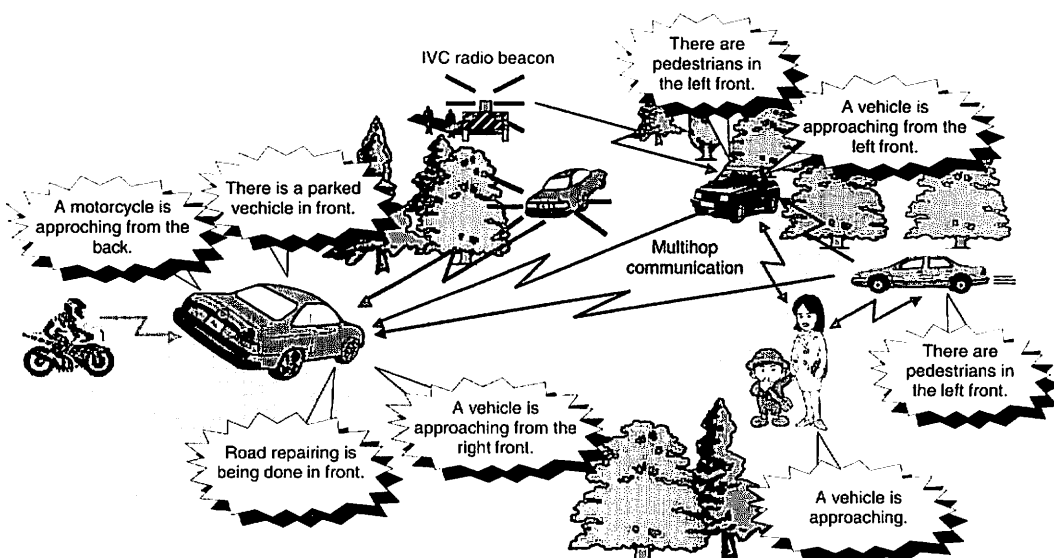 IVC radio beacon
There are
pedestrians in
the left front.
A vehicle is
approaching from the
left front.
There is a parked
vechicle in front.
A motorcycle is
approching from the
back.
Multihop
communication
There are
pedestrians in
the left front.
A vehicle is
approaching from the
right front.
Road repairing is
being done in front.
A vehicle is
approaching.